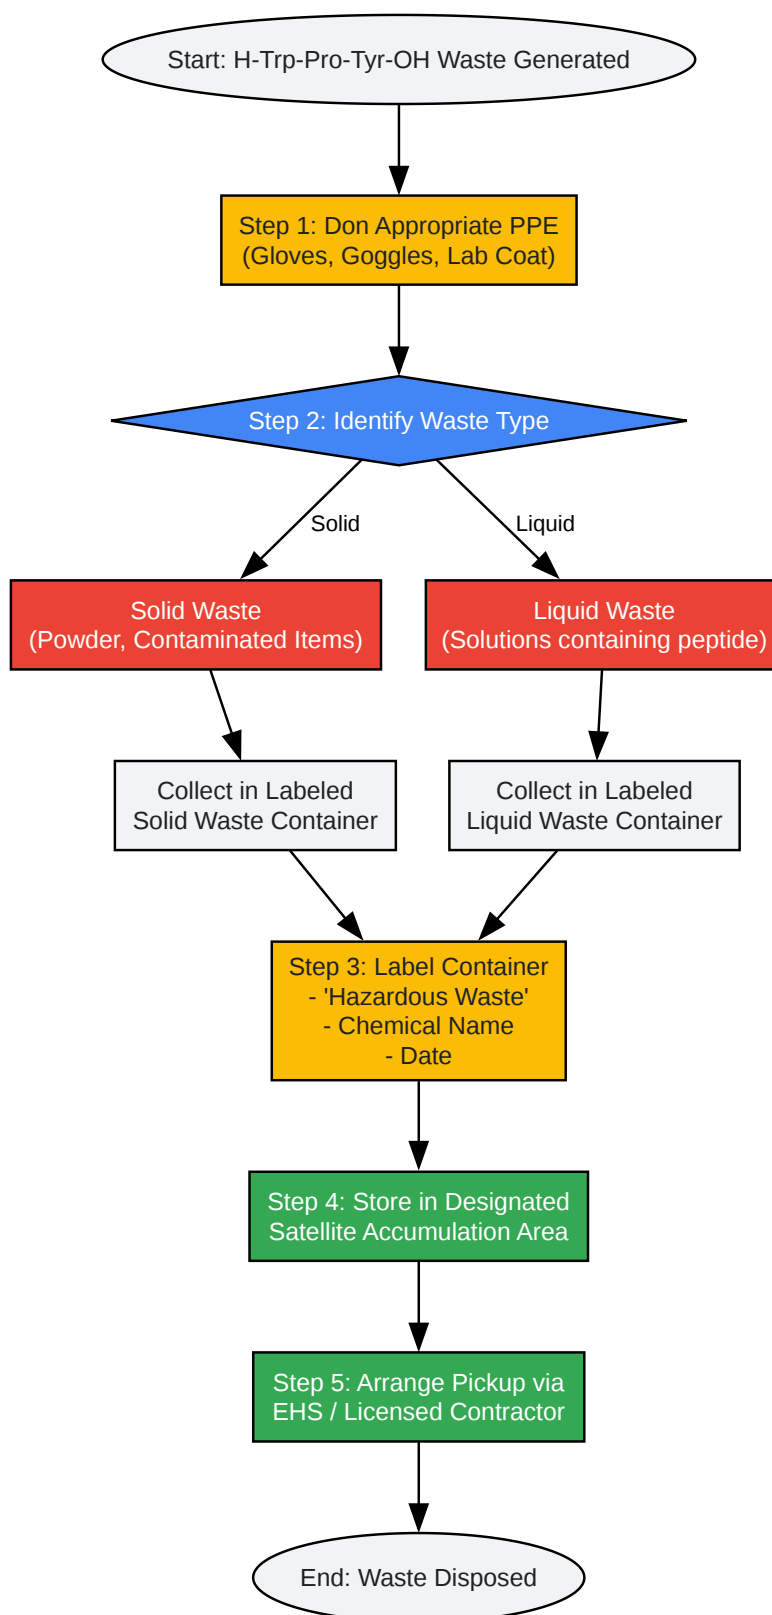 Start: H-Trp-Pro-Tyr-OH Waste Generated
Step 1: Don Appropriate PPE
(Gloves, Goggles, Lab Coat)
Step 2: Identify Waste Type
Solid
Liquid
Solid Waste
(Powder, Contaminated Items)
Liquid Waste
(Solutions containing peptide)
Collect in Labeled
Solid Waste Container
Collect in Labeled
Liquid Waste Container
Step 3: Label Container
- 'Hazardous Waste'
- Chemical Name
- Date
Step 4: Store in Designated
Satellite Accumulation Area
Step 5: Arrange Pickup via
EHS / Licensed Contractor
End: Waste Disposed